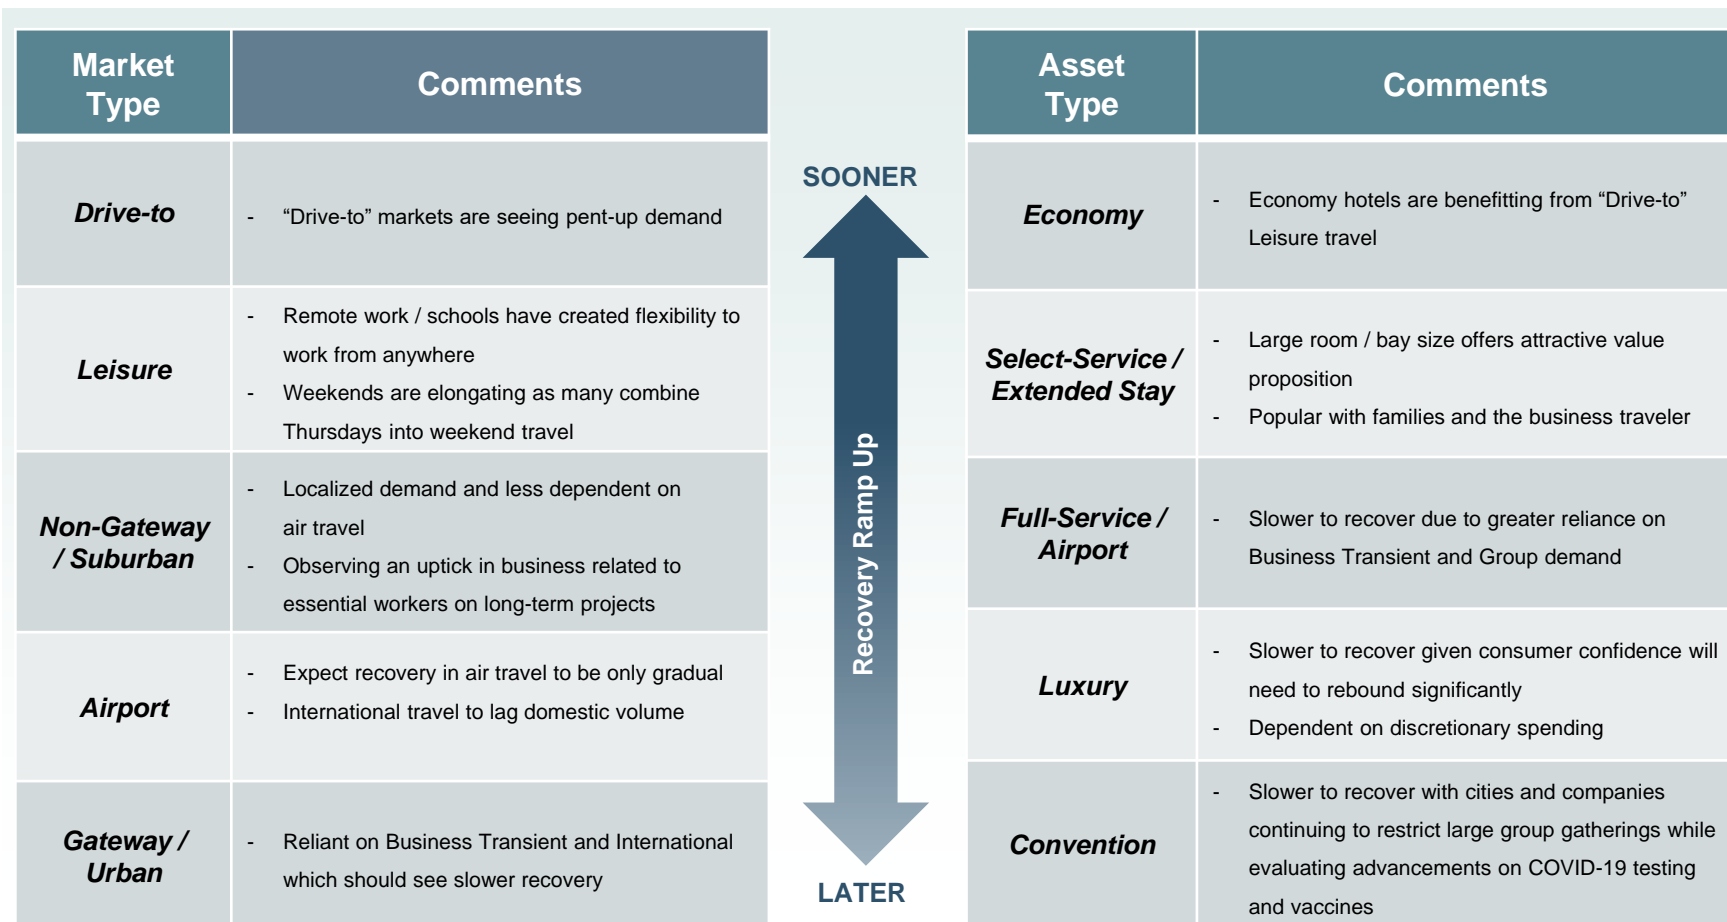 Market
Type
Comments
Drive-to
- “Drive-to” markets are seeing pent-up demand
Leisure
- Remote work / schools have created flexibility to
work from anywhere
- Weekends are elongating as many combine
Thursdays into weekend travel
Non-Gateway
/ Suburban
- Localized demand and less dependent on
air travel
- Observing an uptick in business related to
essential workers on long-term projects
Airport
- Expect recovery in air travel to be only gradual
- International travel to lag domestic volume
Gateway /
Urban
- Reliant on Business Transient and International
which should see slower recovery
SOONER
Recovery Ramp Up
LATER
Asset
Type
Comments
Economy
- Economy hotels are benefitting from “Drive-to”
Leisure travel
Select-Service /
Extended Stay
- Large room / bay size offers attractive value
proposition
- Popular with families and the business traveler
Full-Service /
Airport
- Slower to recover due to greater reliance on
Business Transient and Group demand
Luxury
- Slower to recover given consumer confidence will
need to rebound significantly
- Dependent on discretionary spending
Convention
- Slower to recover with cities and companies
continuing to restrict large group gatherings while
evaluating advancements on COVID-19 testing
and vaccines